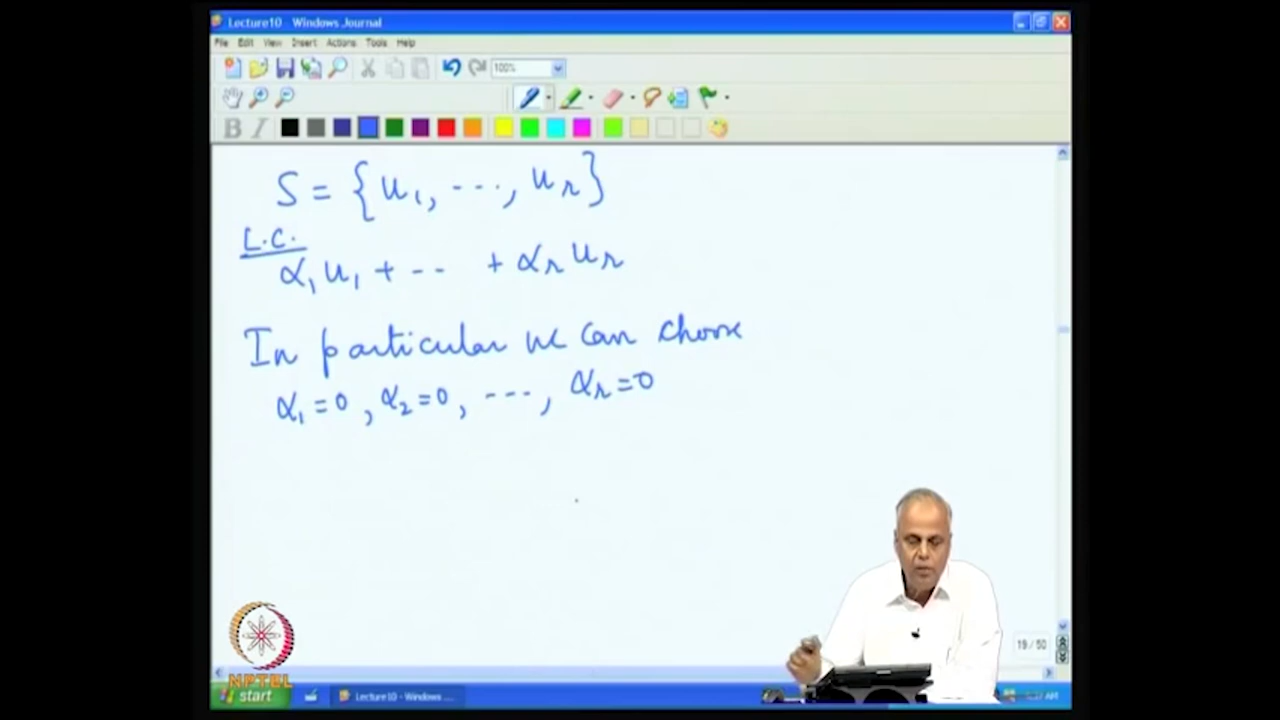 Lecture10 - Windows Journal
File Edit View Insert Actions Tools Help
100%
B I
S = {u₁, ---, uᵣ}
L.C.
α₁u₁ + -- + αᵣuᵣ
In particular we can choose
α₁=0, α₂=0, ---, αᵣ=0
19 / 50
NPTEL
start Lecture10 - Windows ...